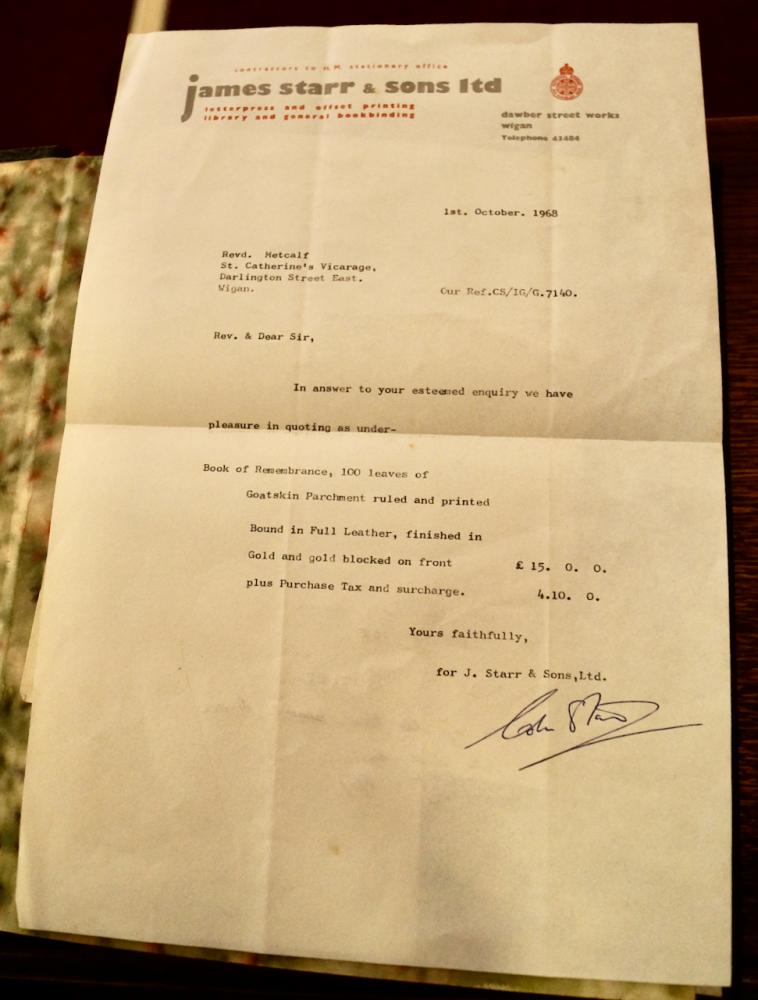 contractors to H.M. stationery office
james starr & sons ltd
letterpress and offset printing
library and general bookbinding
dawber street works
wigan
Telephone 43484
1st. October. 1968
Revd. Metcalf
St. Catherine's Vicarage,
Darlington Street East.
Wigan.
Our Ref.CS/IG/G.7140.
Rev. & Dear Sir,
In answer to your esteemed enquiry we have
pleasure in quoting as under-
Book of Remembrance, 100 leaves of
Goatskin Parchment ruled and printed
Bound in Full Leather, finished in
Gold and gold blocked on front £ 15. 0. 0.
plus Purchase Tax and surcharge. 4.10. 0.
Yours faithfully,
for J. Starr & Sons,Ltd.
Colin Starr